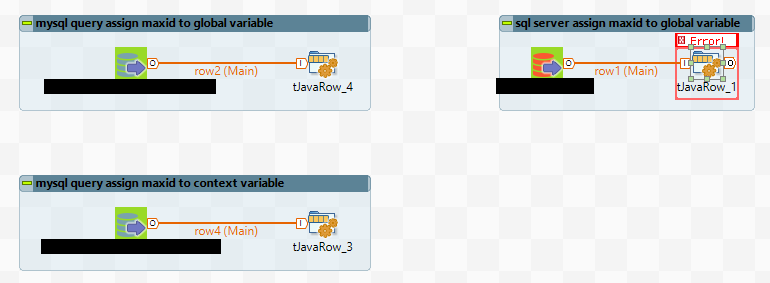 mysql query assign maxid to global variable
O
row2 (Main)
I
tJavaRow_4
sql server assign maxid to global variable
Error!
O
row1 (Main)
I
O
tJavaRow_1
mysql query assign maxid to context variable
O
row4 (Main)
I
tJavaRow_3